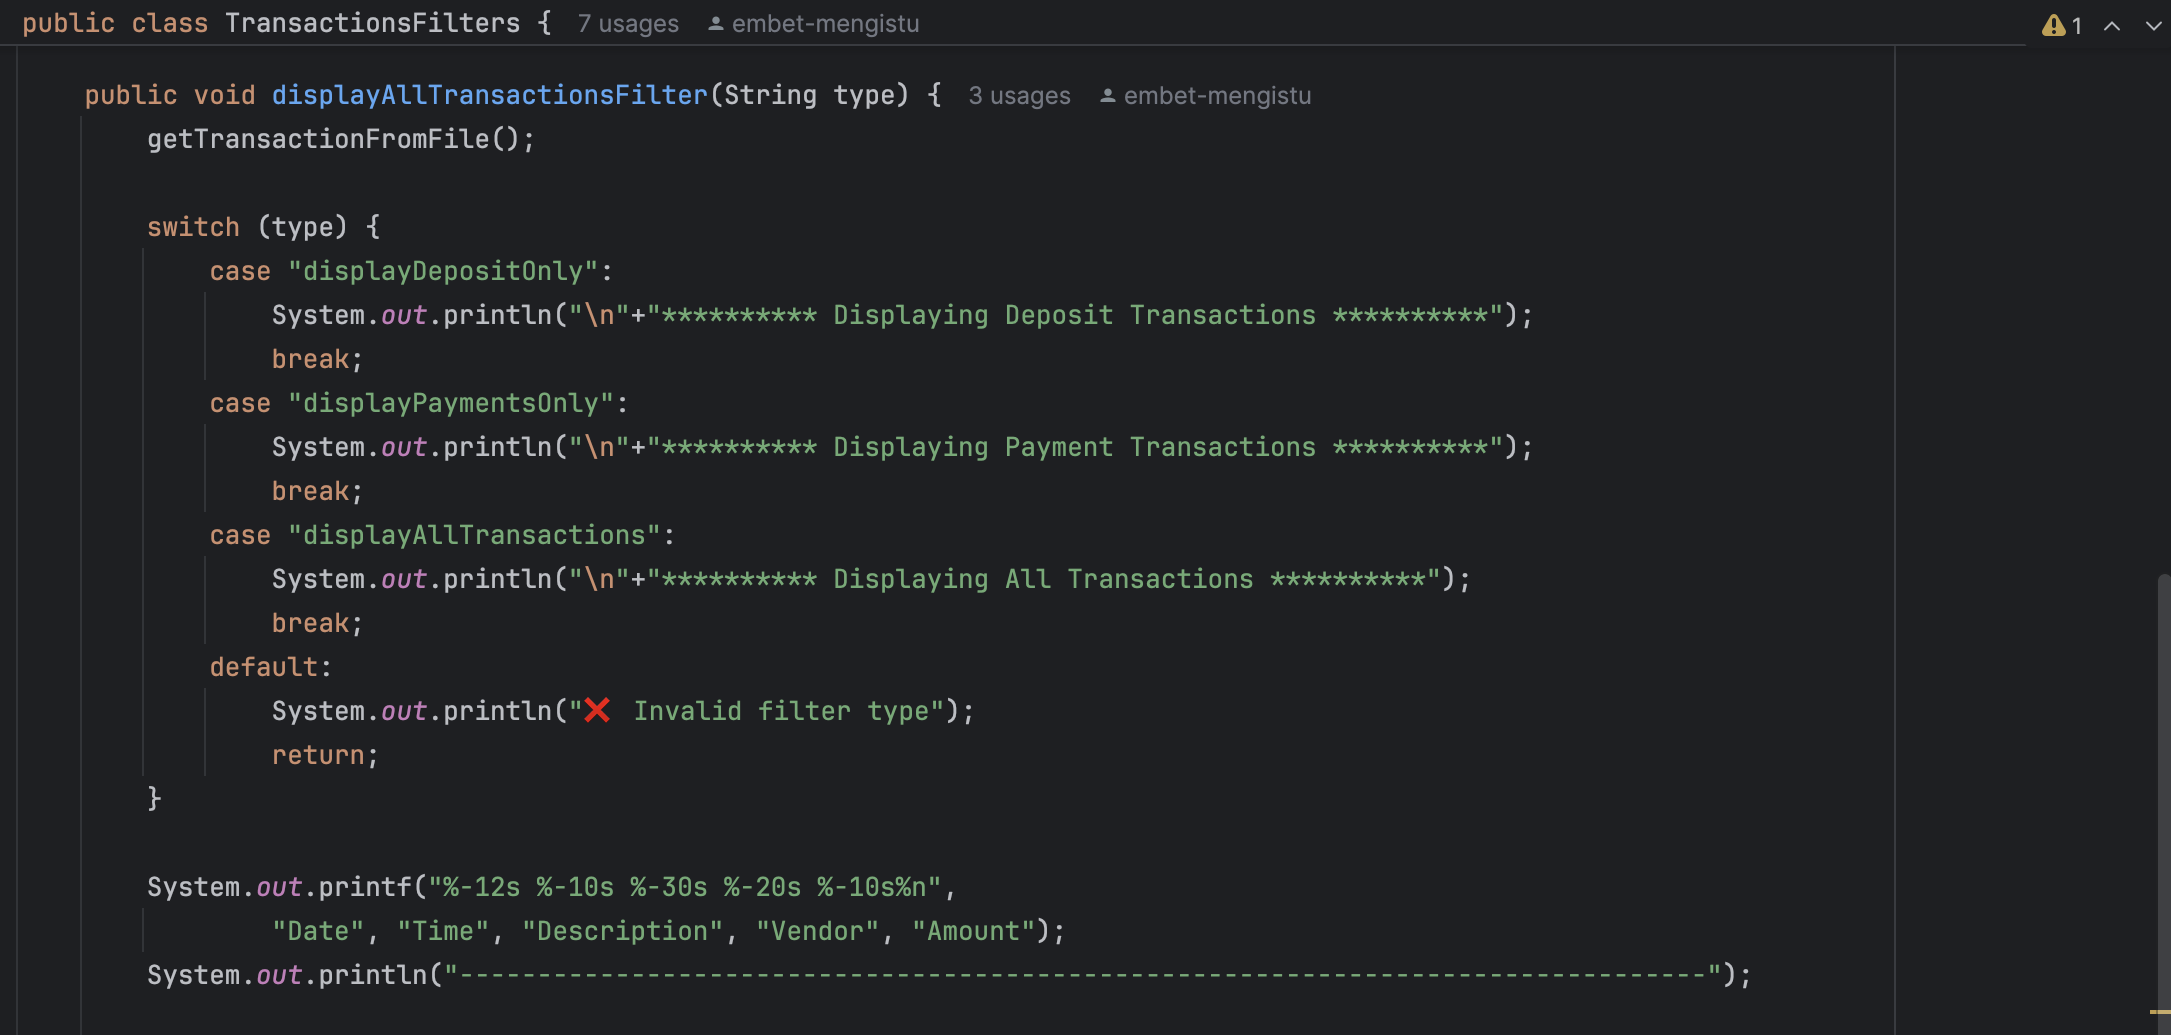 public class TransactionsFilters {  7 usages  embet-mengistu  1
public void displayAllTransactionsFilter(String type) {  3 usages  embet-mengistu
getTransactionFromFile();
switch (type) {
case "displayDepositOnly":
System.out.println("\n"+"********** Displaying Deposit Transactions **********");
break;
case "displayPaymentsOnly":
System.out.println("\n"+"********** Displaying Payment Transactions **********");
break;
case "displayAllTransactions":
System.out.println("\n"+"********** Displaying All Transactions **********");
break;
default:
System.out.println("❌ Invalid filter type");
return;
}
System.out.printf("%-12s %-10s %-30s %-20s %-10s%n",
"Date", "Time", "Description", "Vendor", "Amount");
System.out.println("--------------------------------------------------------------------------------");